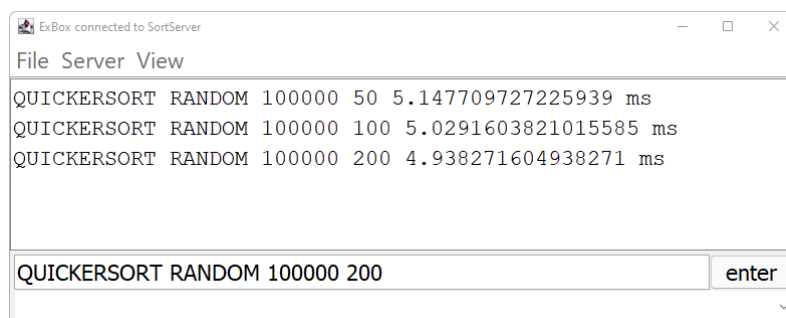 ExBox connected to SortServer
File Server View
QUICKERSORT RANDOM 100000 50 5.147709727225939 ms
QUICKERSORT RANDOM 100000 100 5.0291603821015585 ms
QUICKERSORT RANDOM 100000 200 4.938271604938271 ms
QUICKERSORT RANDOM 100000 200
enter